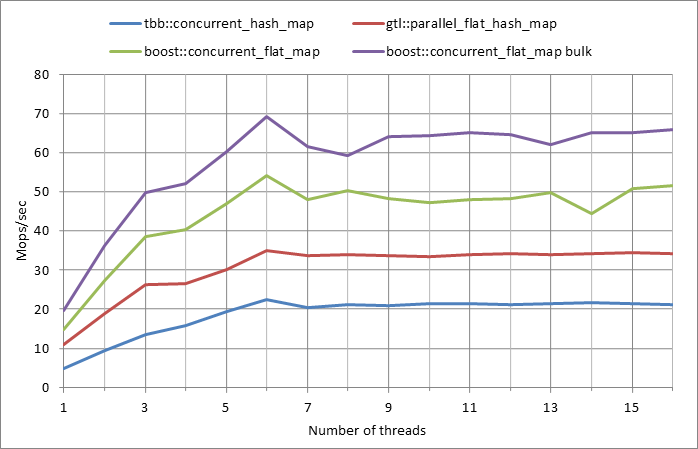 tbb::concurrent_hash_map gtl::parallel_flat_hash_map
boost::concurrent_flat_map boost::concurrent_flat_map bulk
80
70
60
50
40
30
20
10
0
Mops/sec
1 3 5 7 9 11 13 15
Number of threads